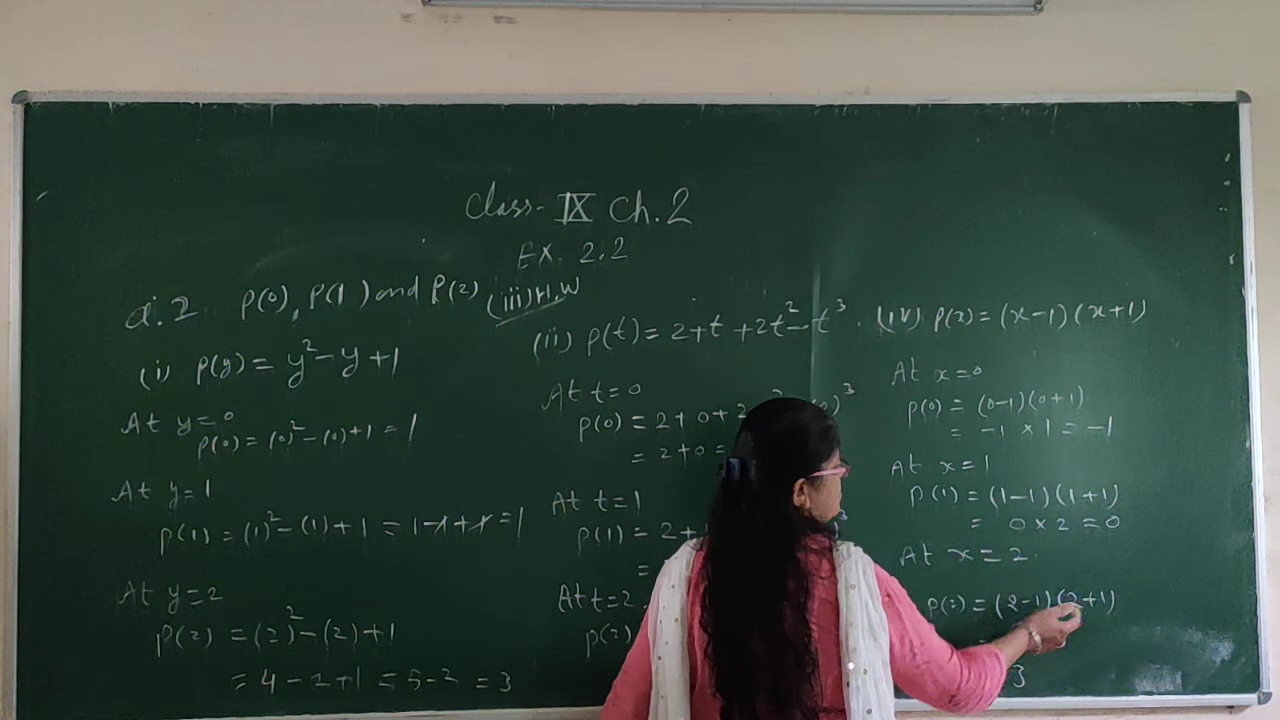 Class- IX Ch.2
Ex. 2.2
Q.2 P(0), P(1) and P(2)
(iii) H.W
(i) p(y) = y² - y + 1
At y=0
p(0) = (0)² - (0) + 1 = 1
At y=1
p(1) = (1)² - (1) + 1 = 1 - 1 + 1 = 1
At y=2
P(2) = (2)² - (2) + 1
= 4 - 2 + 1 = 5 - 2 = 3
(ii) p(t) = 2 + t + 2t² - t³.
At t=0
p(0) = 2 + 0 + 2
= 2 + 0 =
At t=1
p(1) = 2 +
=
At t=2.
p(2)
(iv) p(x) = (x-1)(x+1)
At x=0
p(0) = (0-1)(0+1)
= -1 × 1 = -1
At x=1
p(1) = (1-1)(1+1)
= 0 × 2 = 0
At x=2
p(2) = (2-1)(2+1)
3